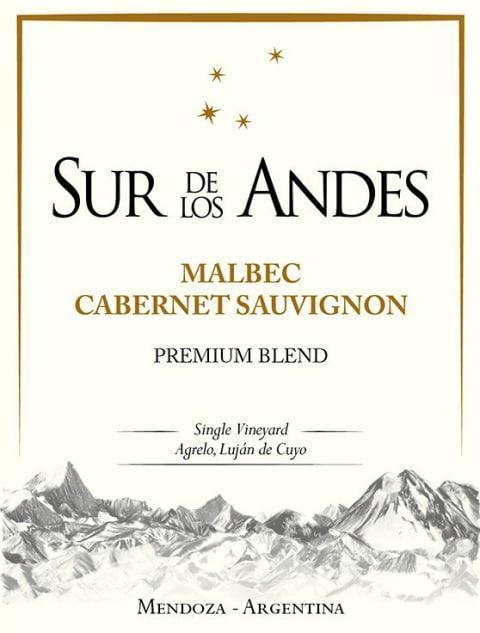 SUR DE LOS ANDES
MALBEC
CABERNET SAUVIGNON
PREMIUM BLEND
Single Vineyard
Agrelo, Luján de Cuyo
MENDOZA - ARGENTINA